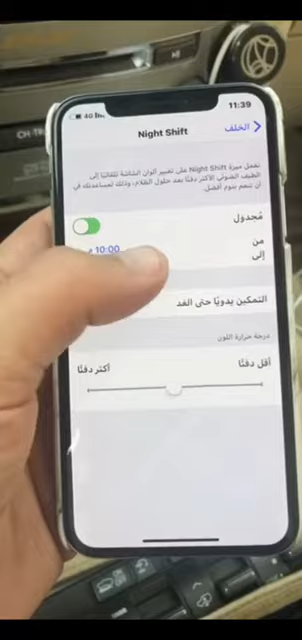 11:39
4G
الخلف
Night Shift
تعمل ميزة Night Shift على تغيير ألوان الشاشة تلقائيًا إلى
الطيف الضوئي الأكثر دفئًا بعد حلول الظلام، وذلك لمساعدتك في
أن تنعم بنوم أفضل.
مُجدول
من
إلى
10:00 م
التمكين يدويًا حتى الغد
درجة حرارة اللون
أقل دفئًا
أكثر دفئًا